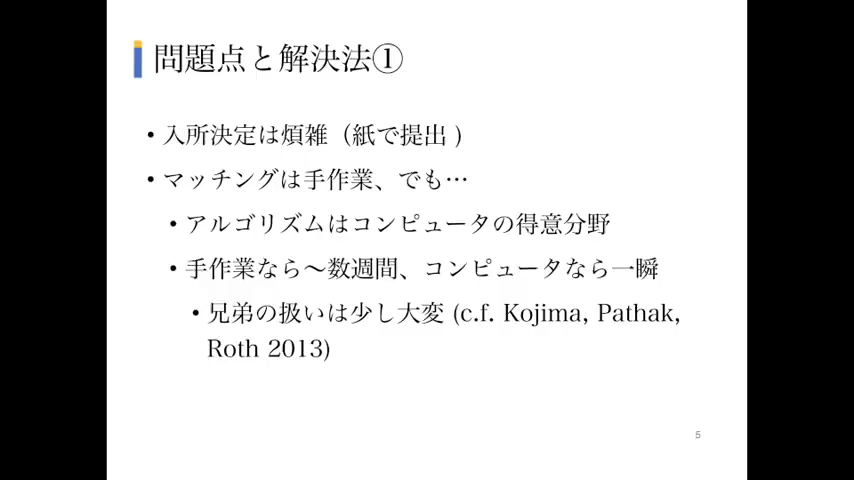 問題点と解決法①
• 入所決定は煩雑（紙で提出 )
• マッチングは手作業、でも…
• アルゴリズムはコンピュータの得意分野
• 手作業なら〜数週間、コンピュータなら一瞬
• 兄弟の扱いは少し大変 (c.f. Kojima, Pathak,
Roth 2013)
5